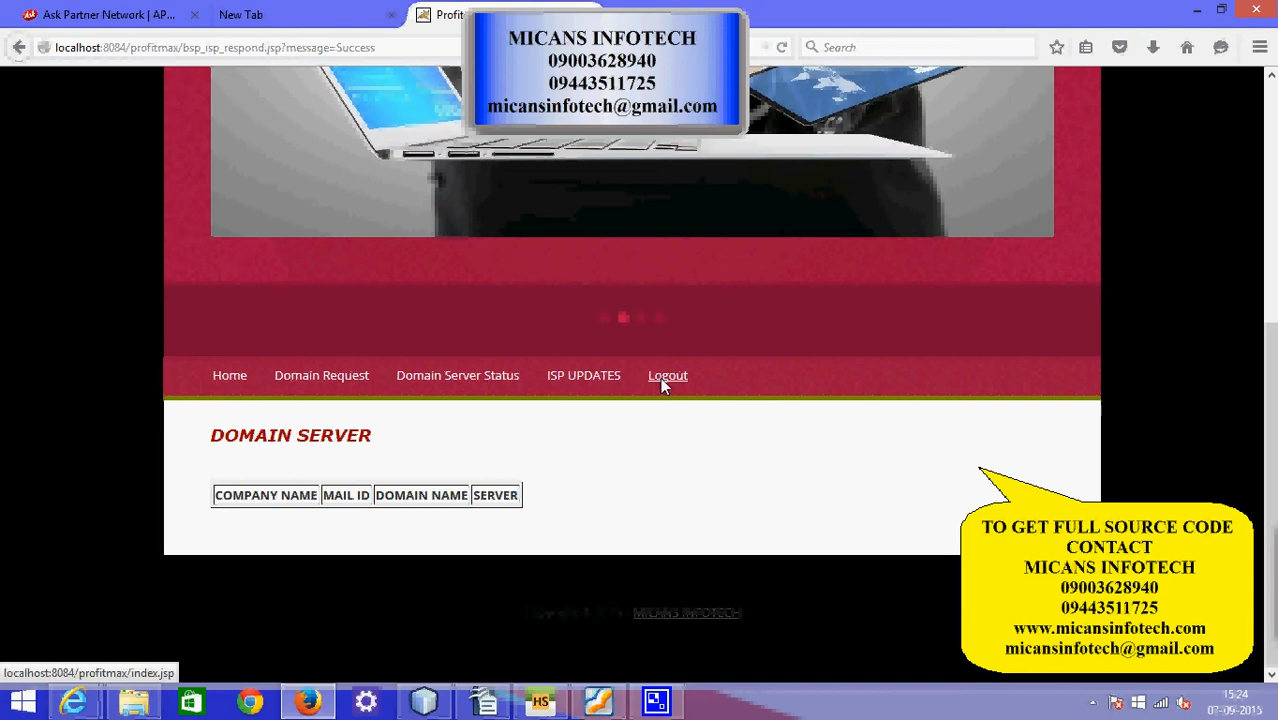 Ask Partner Network | AP...
New Tab
Profit
localhost:8084/profitmax/bsp_isp_respond.jsp?message=Success
Search
MICANS INFOTECH
09003628940
09443511725
micansinfotech@gmail.com
Home
Domain Request
Domain Server Status
ISP UPDATES
Logout
DOMAIN SERVER
COMPANY NAME MAIL ID DOMAIN NAME SERVER
TO GET FULL SOURCE CODE
CONTACT
MICANS INFOTECH
09003628940
09443511725
www.micansinfotech.com
micansinfotech@gmail.com
MICANS INFOTECH
localhost:8084/profitmax/index.jsp
HS
15:24
07-09-2015